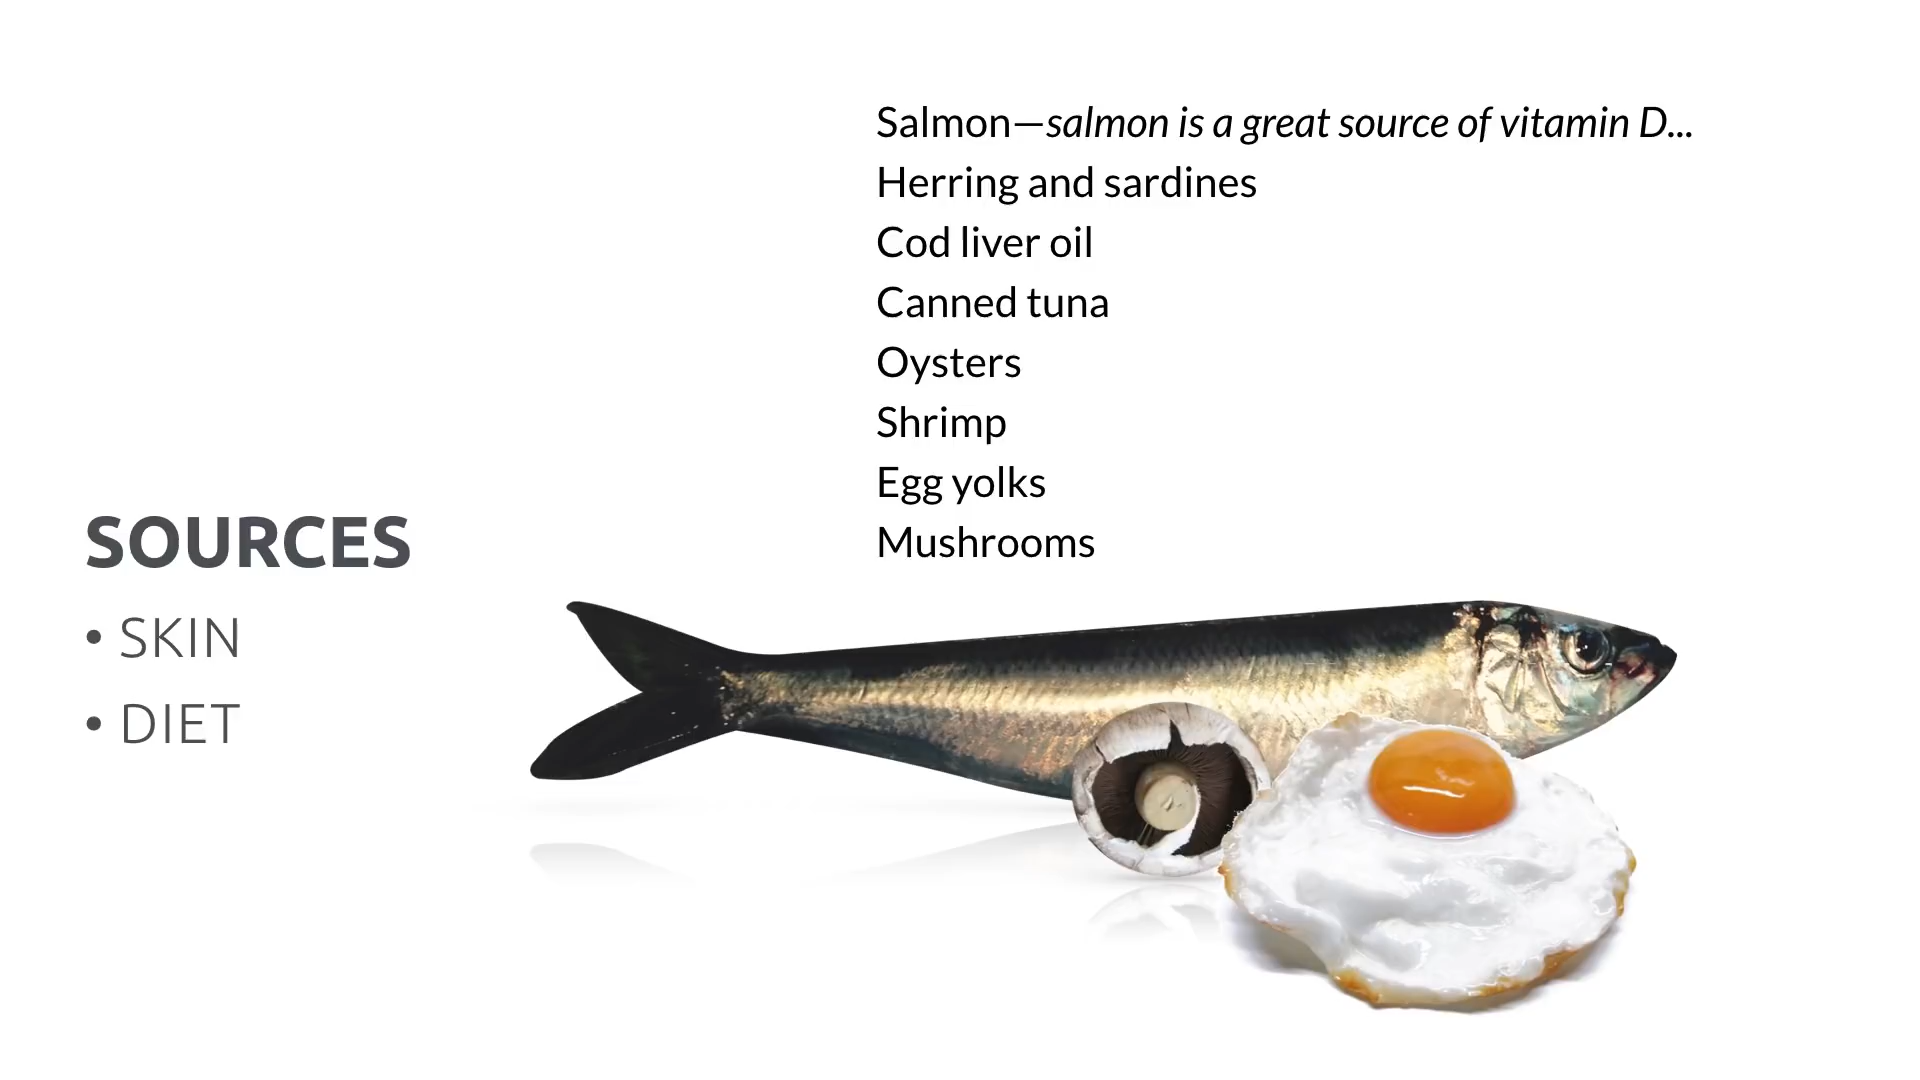 Salmon—salmon is a great source of vitamin D...
Herring and sardines
Cod liver oil
Canned tuna
Oysters
Shrimp
Egg yolks
Mushrooms
SOURCES
• SKIN
• DIET